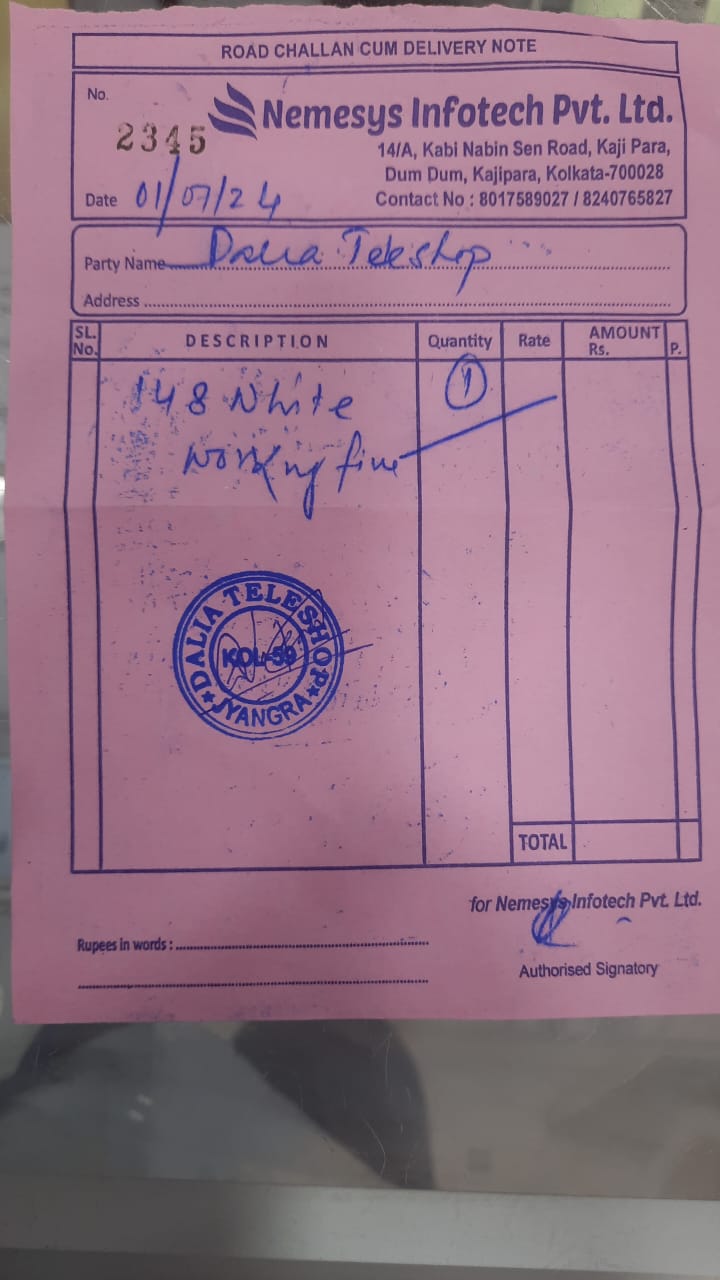 ROAD CHALLAN CUM DELIVERY NOTE
No.
2345
Nemesys Infotech Pvt. Ltd.
14/A, Kabi Nabin Sen Road, Kaji Para,
Dum Dum, Kajipara, Kolkata-700028
Date 01/07/24
Contact No : 8017589027 / 8240765827
Party Name Dalia Teleshop
Address
SL. No. DESCRIPTION Quantity Rate AMOUNT Rs. P.
148 White 1
Working fine
DALIA TELESHOP
KOL-59
JYANGRA
TOTAL
for Nemesys Infotech Pvt. Ltd.
Rupees in words :
Authorised Signatory